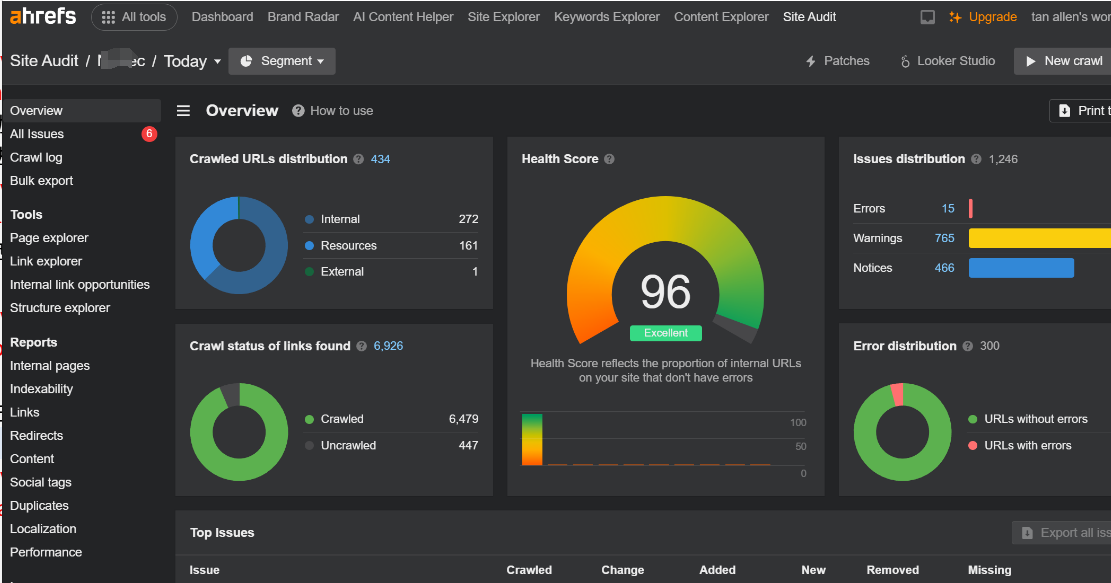 ahrefs All tools Dashboard Brand Radar AI Content Helper Site Explorer Keywords Explorer Content Explorer Site Audit Upgrade tan allen's wor
Site Audit / / Today Segment Patches Looker Studio New crawl
Overview
All Issues 6
Crawl log
Bulk export
Tools
Page explorer
Link explorer
Internal link opportunities
Structure explorer
Reports
Internal pages
Indexability
Links
Redirects
Content
Social tags
Duplicates
Localization
Performance
Overview ? How to use Print t
Crawled URLs distribution ? 434
Internal 272
Resources 161
External 1
Crawl status of links found ? 6,926
Crawled 6,479
Uncrawled 447
Health Score ?
96
Excellent
Health Score reflects the proportion of internal URLs
on your site that don't have errors
100
50
0
Issues distribution ? 1,246
Errors 15
Warnings 765
Notices 466
Error distribution ? 300
URLs without errors
URLs with errors
Top Issues Export all iss
Issue Crawled Change Added New Removed Missing